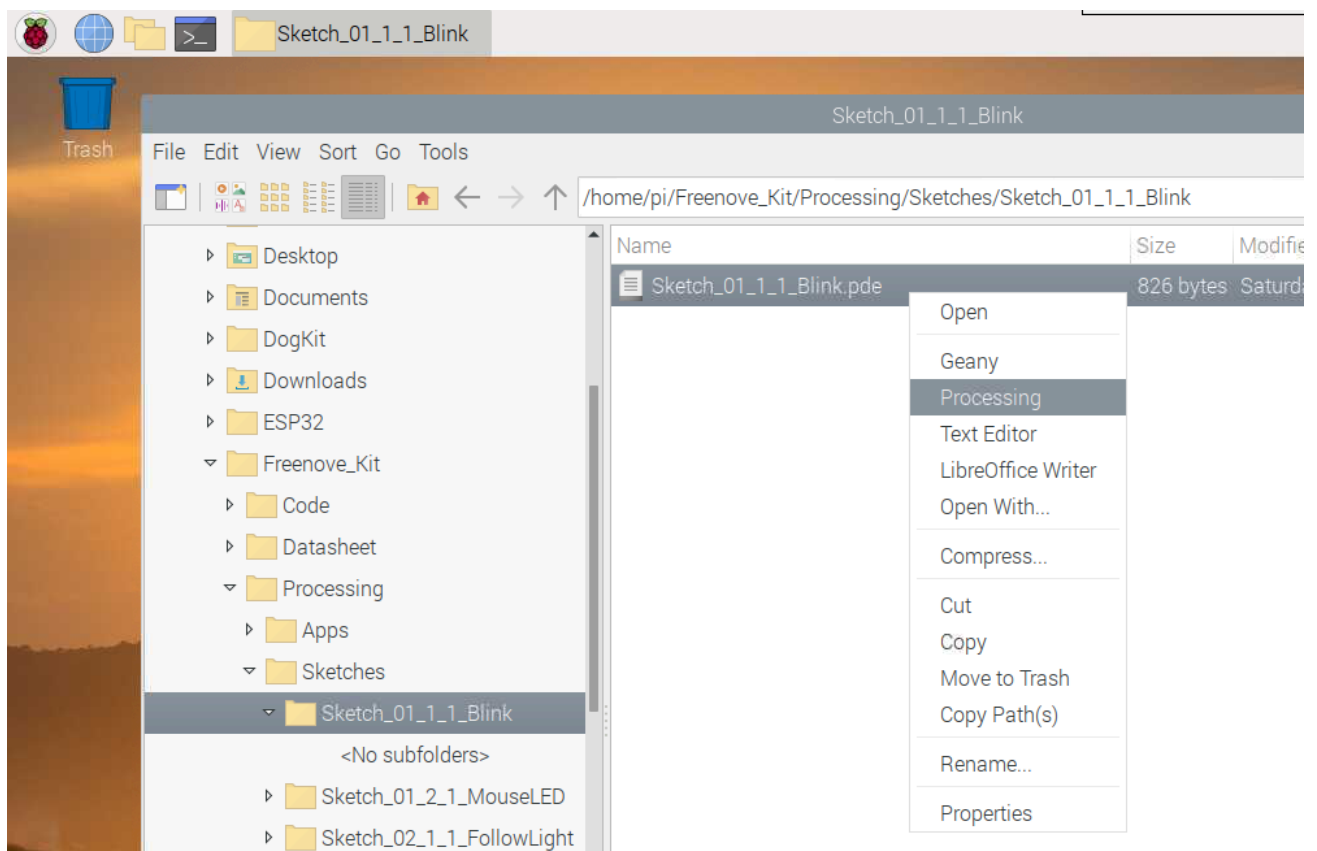 Sketch_01_1_1_Blink
Trash
Sketch_01_1_1_Blink
File Edit View Sort Go Tools
/home/pi/Freenove_Kit/Processing/Sketches/Sketch_01_1_1_Blink
Desktop
Documents
DogKit
Downloads
ESP32
Freenove_Kit
Code
Datasheet
Processing
Apps
Sketches
Sketch_01_1_1_Blink
<No subfolders>
Sketch_01_2_1_MouseLED
Sketch_02_1_1_FollowLight
Name Size Modifie
Sketch_01_1_1_Blink.pde 826 bytes Saturd
Open
Geany
Processing
Text Editor
LibreOffice Writer
Open With...
Compress...
Cut
Copy
Move to Trash
Copy Path(s)
Rename...
Properties